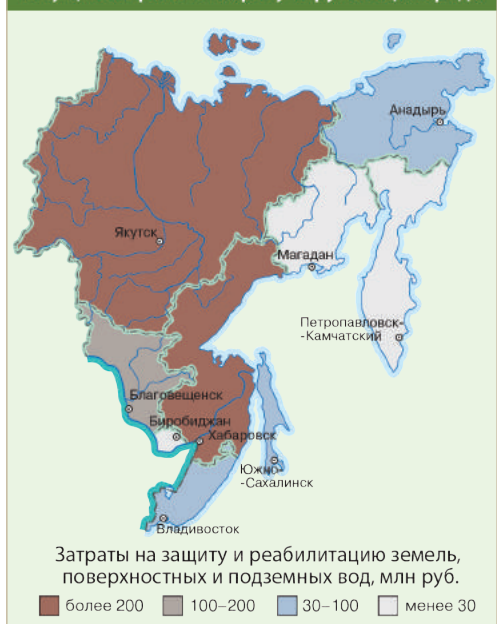 Анадырь
Якутск
Магадан
Петропавловск-
-Камчатский
Благовещенск
Биробиджан
Хабаровск
Южно-
-Сахалинск
Владивосток
Затраты на защиту и реабилитацию земель,
поверхностных и подземных вод, млн руб.
более 200 100–200 30–100 менее 30